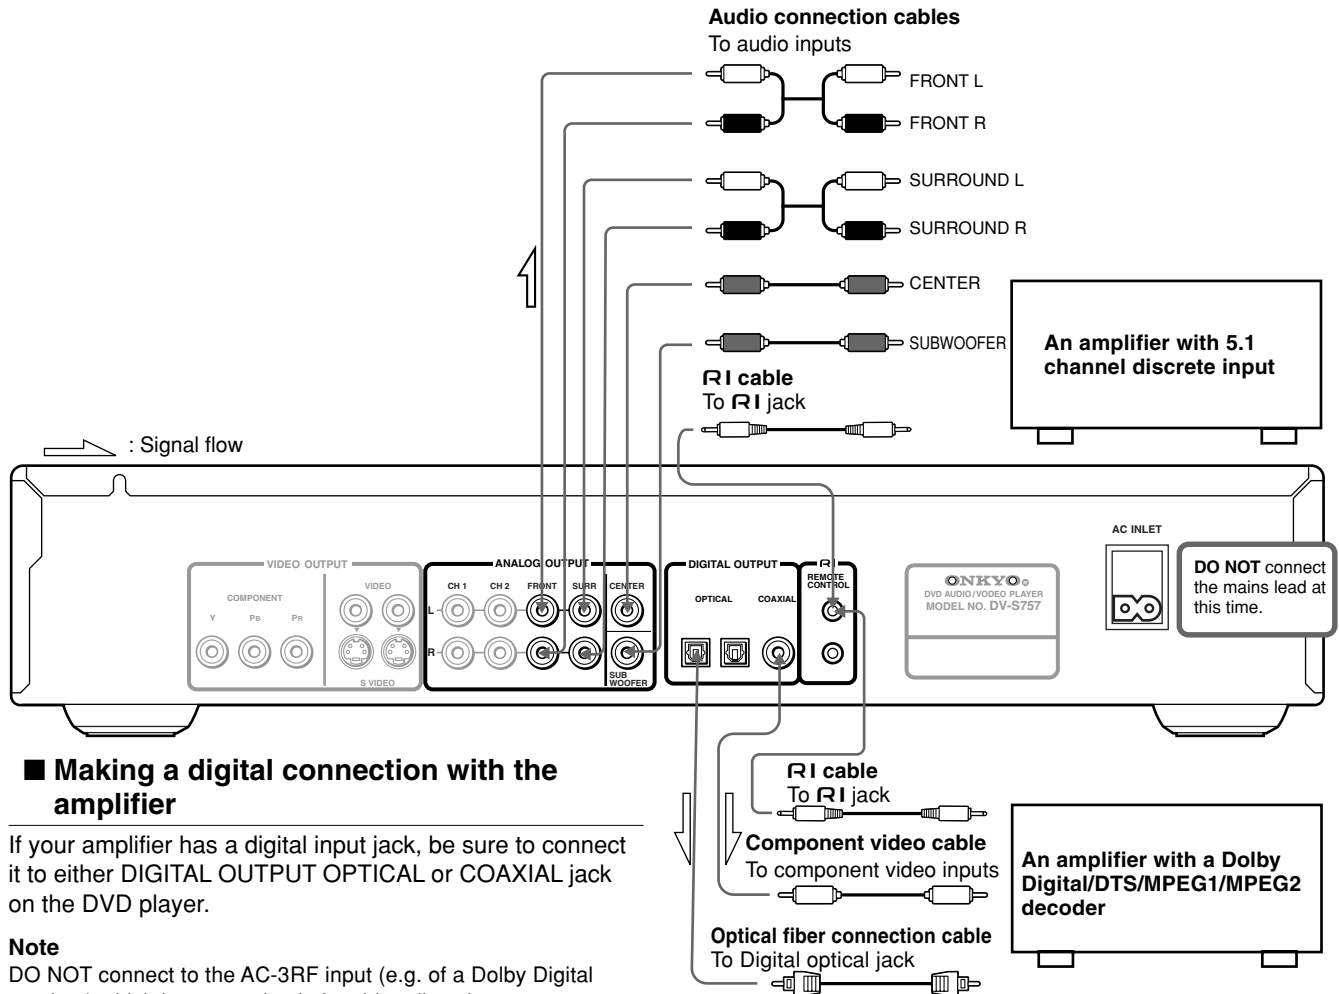 Audio connection cables
To audio inputs
FRONT L
FRONT R
SURROUND L
SURROUND R
CENTER
SUBWOOFER
An amplifier with 5.1
channel discrete input
RI cable
To RI jack
: Signal flow
AC INLET
DO NOT connect
the mains lead at
this time.
VIDEO OUTPUT
COMPONENT
Y PB PR
VIDEO
S VIDEO
ANALOG OUTPUT
CH 1 CH 2 FRONT SURR CENTER
L
R
SUB
WOOFER
DIGITAL OUTPUT
OPTICAL COAXIAL
RI
REMOTE
CONTROL
ONKYO
DVD AUDIO/VODEO PLAYER
MODEL NO. DV-S757
■ Making a digital connection with the
amplifier
If your amplifier has a digital input jack, be sure to connect
it to either DIGITAL OUTPUT OPTICAL or COAXIAL jack
on the DVD player.
Note
DO NOT connect to the AC-3RF input (e.g. of a Dolby Digital
RI cable
To RI jack
Component video cable
To component video inputs
Optical fiber connection cable
To Digital optical jack
An amplifier with a Dolby
Digital/DTS/MPEG1/MPEG2
decoder